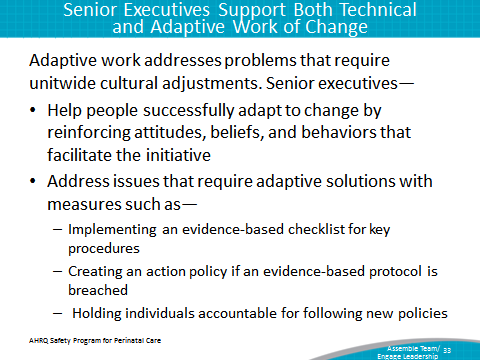 Senior Executives Support Both Technical
and Adaptive Work of Change
Adaptive work addresses problems that require
unitwide cultural adjustments. Senior executives—
• Help people successfully adapt to change by
reinforcing attitudes, beliefs, and behaviors that
facilitate the initiative
• Address issues that require adaptive solutions with
measures such as—
– Implementing an evidence-based checklist for key
procedures
– Creating an action policy if an evidence-based protocol is
breached
– Holding individuals accountable for following new policies
AHRQ Safety Program for Perinatal Care
Assemble Team/ 33
Engage Leadership